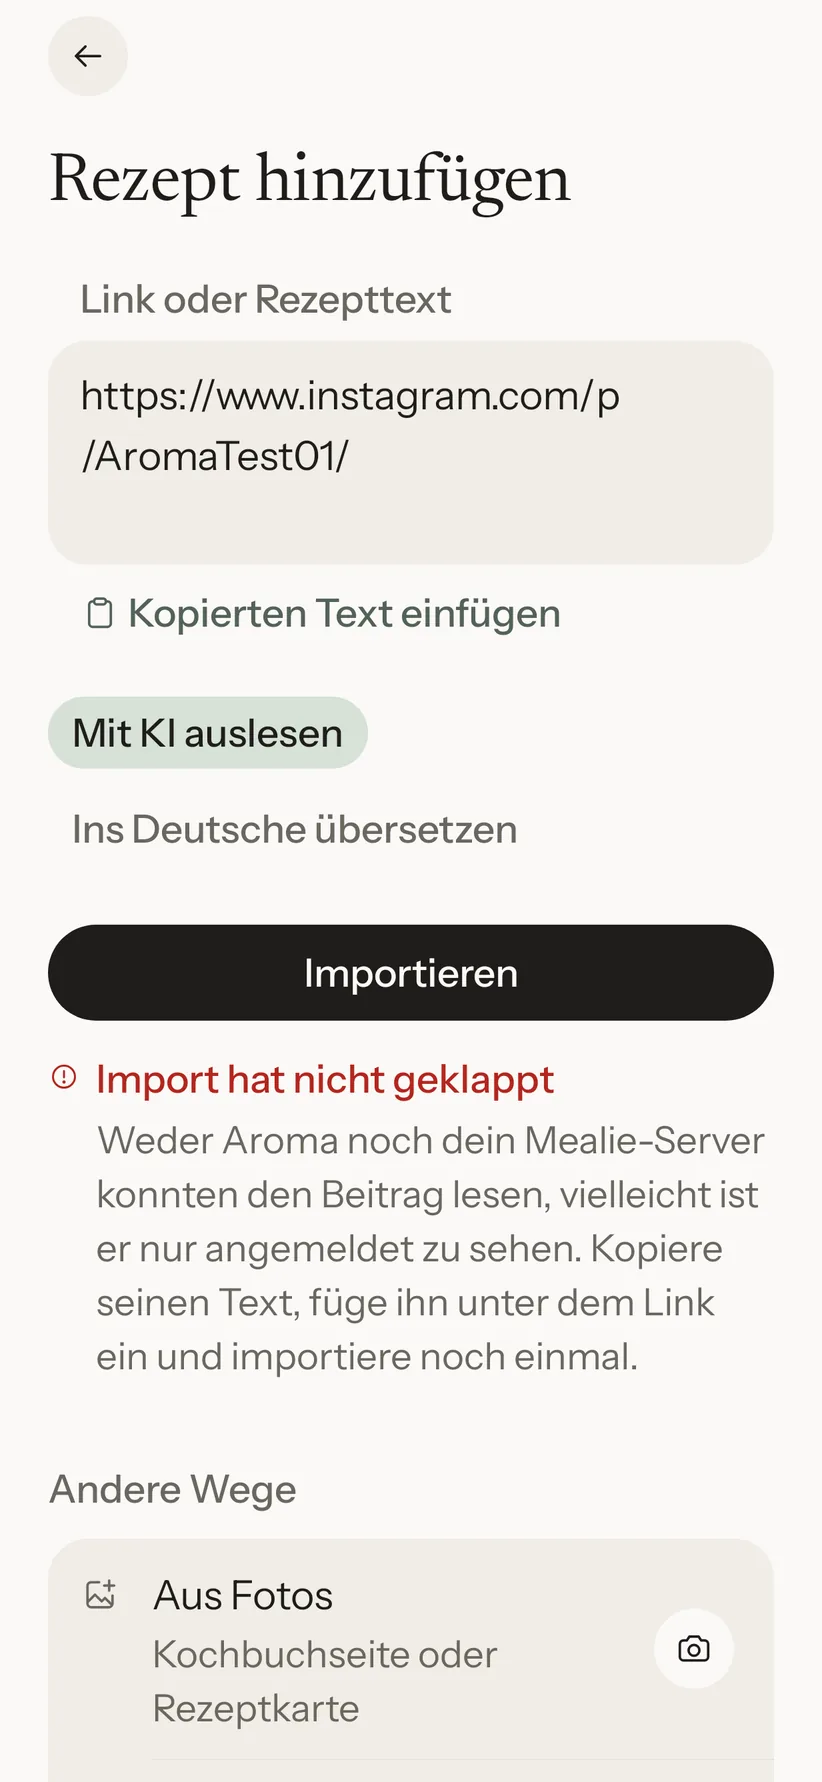 Rezept hinzufügen
Link oder Rezepttext
https://www.instagram.com/p
/AromaTest01/
Kopierten Text einfügen
Mit KI auslesen
Ins Deutsche übersetzen
Importieren
Import hat nicht geklappt
Weder Aroma noch dein Mealie-Server
konnten den Beitrag lesen, vielleicht ist
er nur angemeldet zu sehen. Kopiere
seinen Text, füge ihn unter dem Link
ein und importiere noch einmal.
Andere Wege
Aus Fotos
Kochbuchseite oder
Rezeptkarte